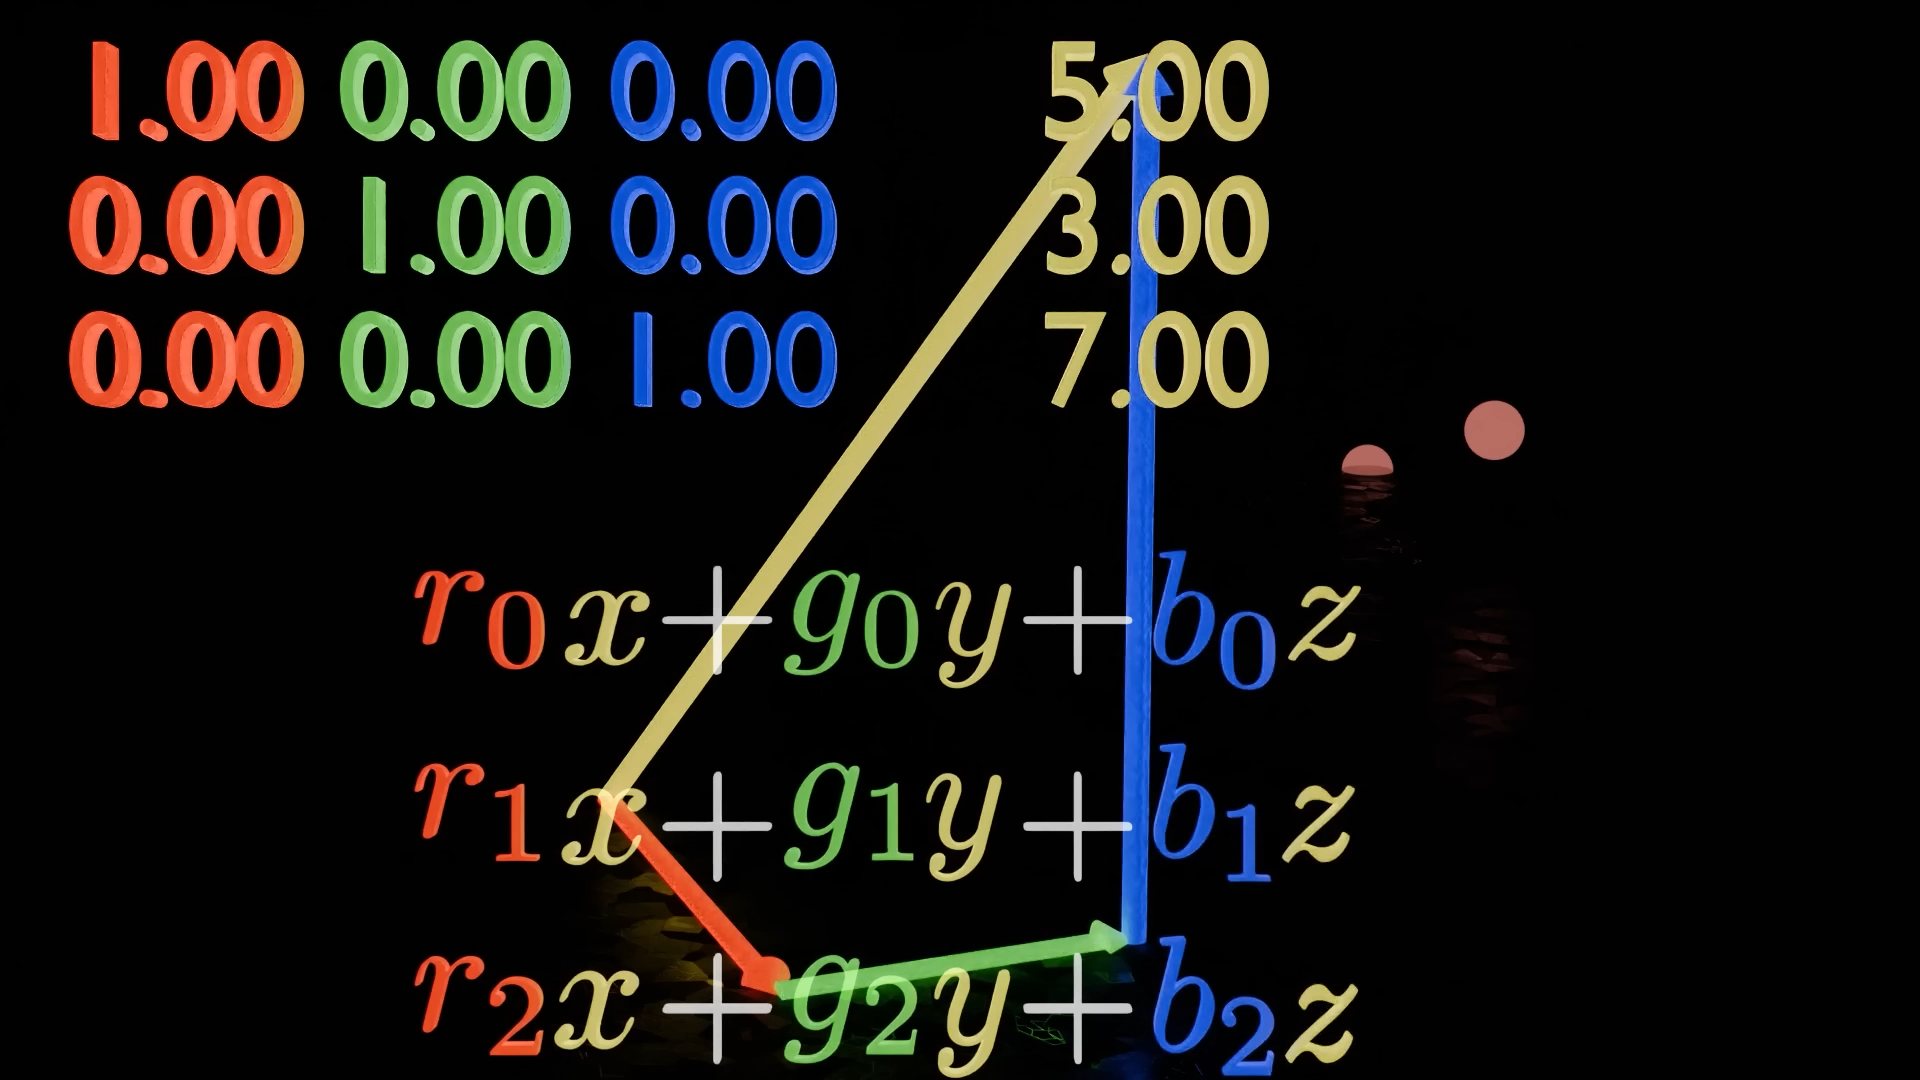 1.00 0.00 0.00 5.00
0.00 1.00 0.00 3.00
0.00 0.00 1.00 7.00
r₀x+g₀y+b₀z
r₁x+g₁y+b₁z
r₂x+g₂y+b₂z